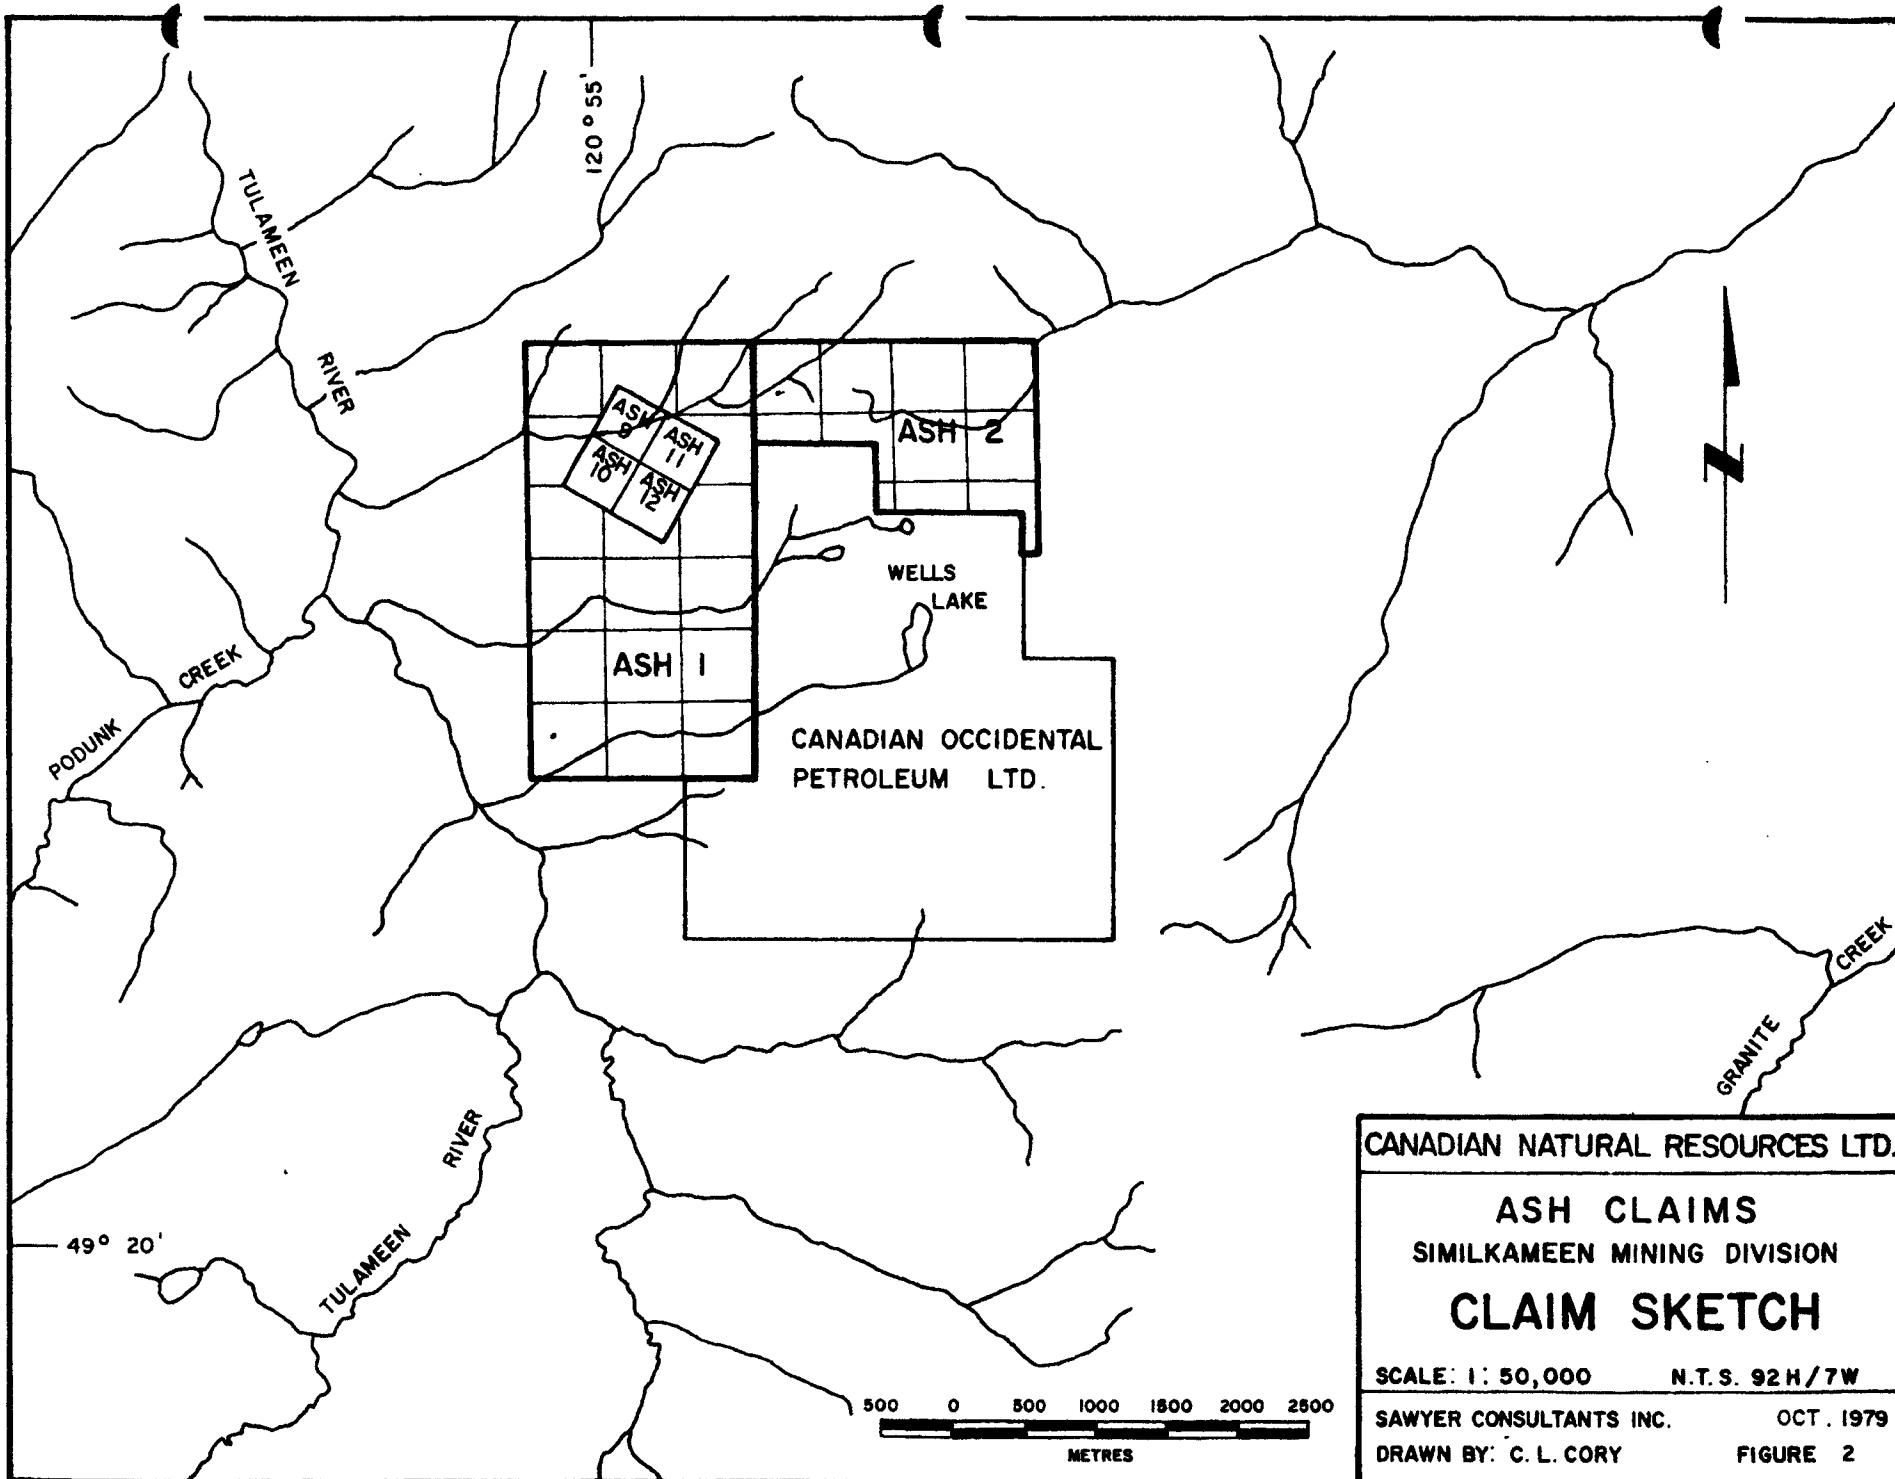 120° 55'
TULAMEEN
RIVER
ASH
9
ASH
11
ASH
10
ASH
12
ASH 2
N
WELLS
LAKE
ASH 1
CREEK
PODUNK
CANADIAN OCCIDENTAL
PETROLEUM LTD.
CREEK
GRANITE
RIVER
TULAMEEN
49° 20'
CANADIAN NATURAL RESOURCES LTD.
ASH CLAIMS
SIMILKAMEEN MINING DIVISION
CLAIM SKETCH
SCALE: 1: 50,000 N.T.S. 92H/7W
SAWYER CONSULTANTS INC. OCT. 1979
DRAWN BY: C. L. CORY FIGURE 2
500 0 500 1000 1500 2000 2500
METRES